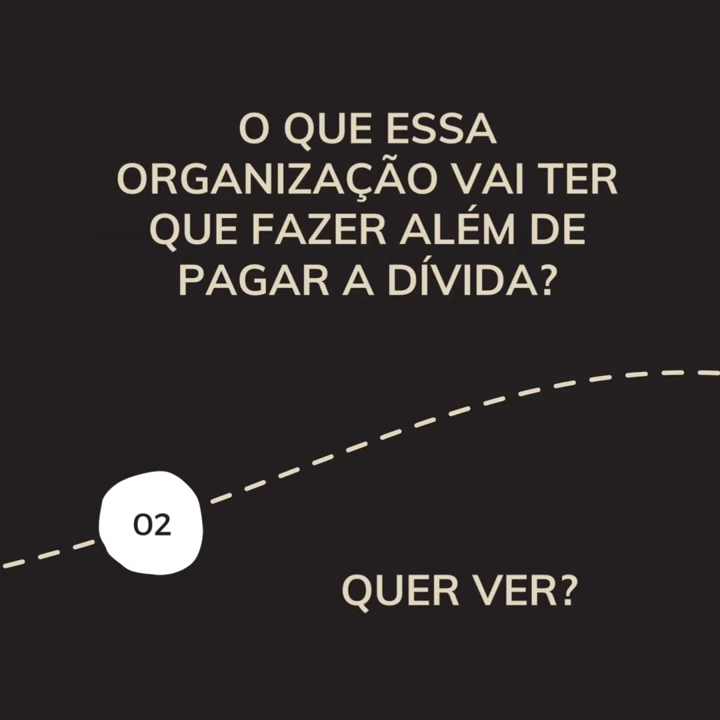 O QUE ESSA
ORGANIZAÇÃO VAI TER
QUE FAZER ALÉM DE
PAGAR A DÍVIDA?
02
QUER VER?